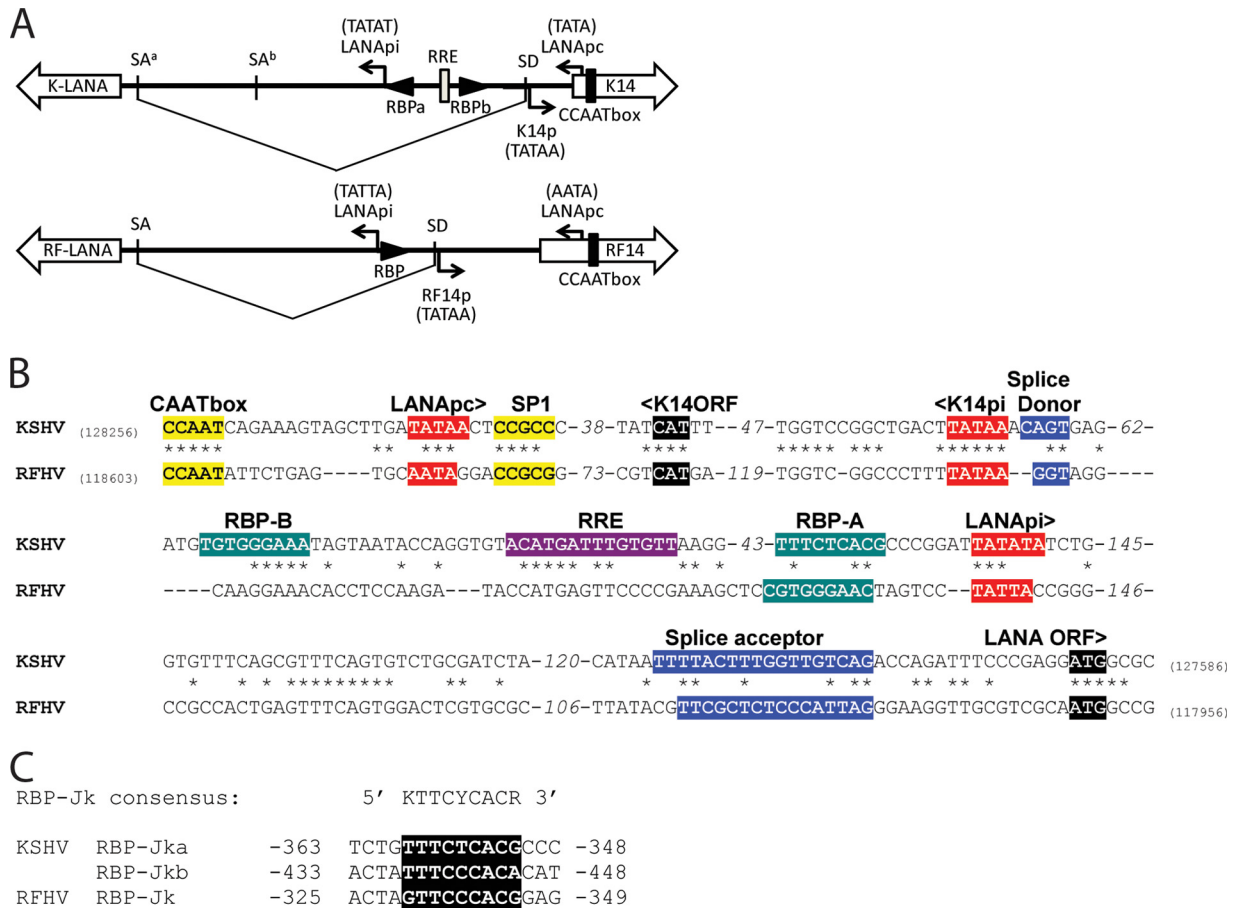 A
(TATAT) (TATA)
LANApi RRE LANApc
SAᵃ SAᵇ SD
K-LANA K14
RBPa RBPb CCAATbox
K14p
(TATAA)
(TATTA) (AATA)
LANApi LANApc
SA SD
RF-LANA RF14
RBP CCAATbox
RF14p
(TATAA)
B
Splice
CAATbox LANApc> SP1 <K14ORF <K14pi Donor
KSHV (128256) CCAATCAGAAAGTAGCTTGATATAACTCCGCCC-38-TATCATTT-47-TGGTCCGGCTGACTTATAAACAGTGAG-62-
***** ** *** **** **** ***** *** ***** ** *
RFHV (118603) CCAATATTCTGAG----TGCAATAGGACCGCGG-73-CGTCATGA-119-TGGTC-GGCCCTTTTATAA--GGTAGG----
RBP-B RRE RBP-A LANApi>
KSHV ATGTGTGGGAAATAGTAATACCAGGTGTACATGATTTGTGTTAAGG-43-TTTCTCACGCCCGGATTATATATCTG-145-
***** * * * ***** ** ** * * ** *** *
RFHV ----CAAGGAAACACCTCCAAGA---TACCATGAGTTCCCCGAAAGCTCCGTGGGAACTAGTCC--TATTACCGGG-146-
Splice acceptor LANA ORF>
KSHV GTGTTTCAGCGTTTCAGTGTCTGCGATCTA-120-CATAATTTTACTTTGGTTGTCAGACCAGATTTCCCGAGGATGGCGC (127586)
* * *** ******* ** * * ** * * ** ** ** * *****
RFHV CCGCCACTGAGTTTCAGTGGACTCGTGCGC-106-TTATACGTTCGCTCTCCCATTAGGGAAGGTTGCGTCGCAATGGCCG (117956)
C
RBP-Jk consensus: 5’ KTTCYCACR 3’
KSHV RBP-Jka -363 TCTGTTTCTCACGCCC -348
RBP-Jkb -433 ACTATTTCCCACACAT -448
RFHV RBP-Jk -325 ACTAGTTCCCACGGAG -349